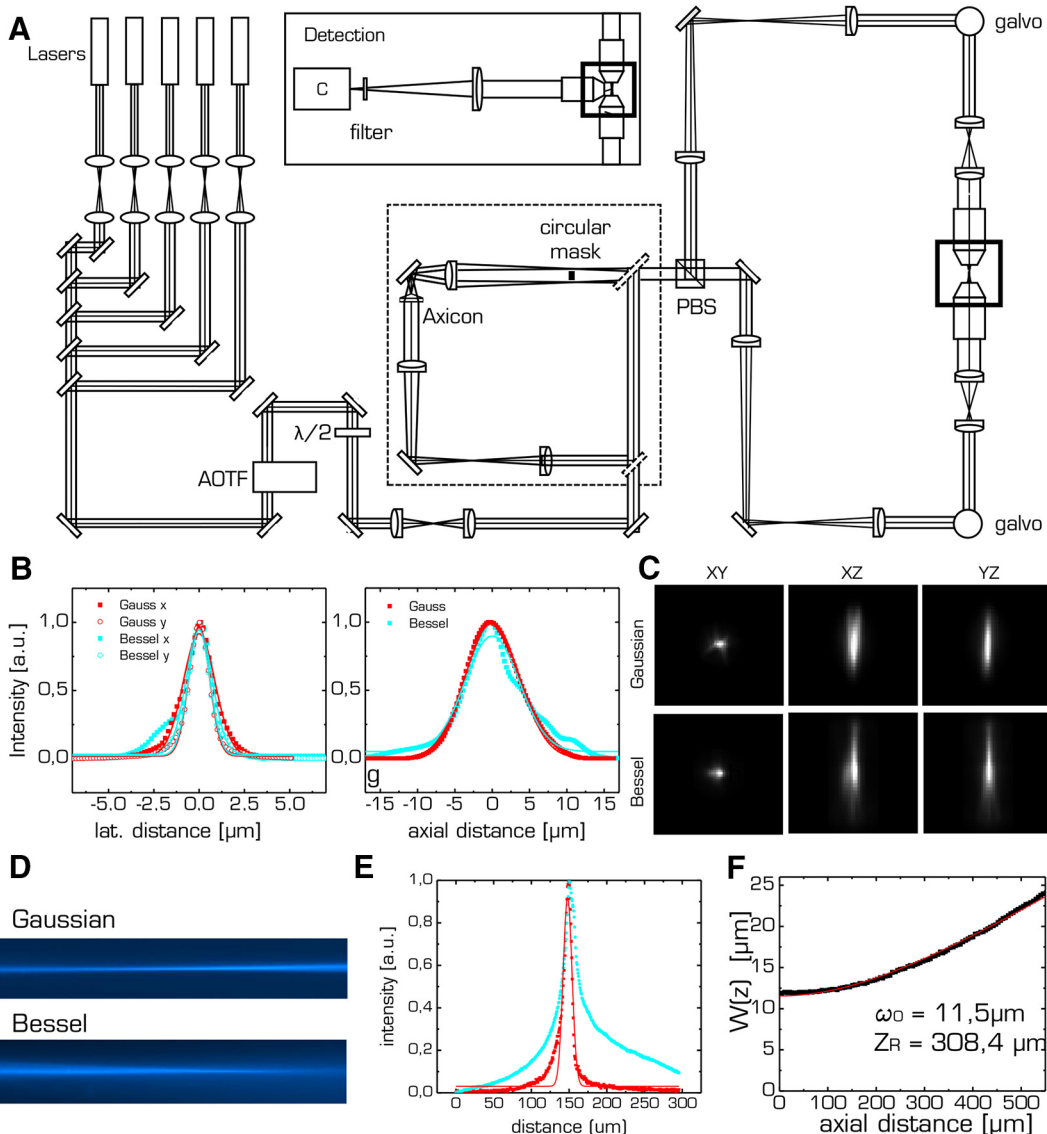 A
Lasers
Detection
C
filter
galvo
circular
mask
Axicon
PBS
λ/2
AOTF
galvo
B
Gauss x
Gauss y
Bessel x
Bessel y
Intensity [a.u.]
1,0
0,5
0,0
-5.0 -2.5 0.0 2.5 5.0
lat. distance [µm]
Gauss
Bessel
1,0
0,5
0,0
g
-15 -10 -5 0 5 10 15
axial distance [µm]
C
XY XZ YZ
Gaussian
Bessel
D
Gaussian
Bessel
E
intensity [a.u.]
1,0
0,8
0,6
0,4
0,2
0,0
0 50 100 150 200 250 300
distance [um]
F
W(z) [µm]
25
20
15
10
5
0
ω0 = 11,5µm
ZR = 308,4 µm
0 100 200 300 400 500
axial distance [µm]